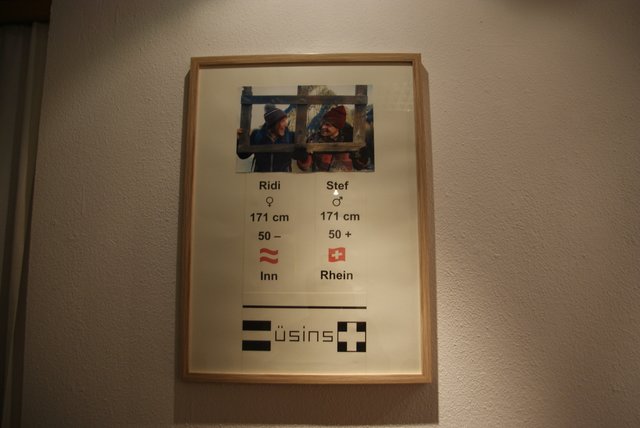 Ridi Stef
♀ ♂
171 cm 171 cm
50 – 50 +
Inn Rhein
üsins